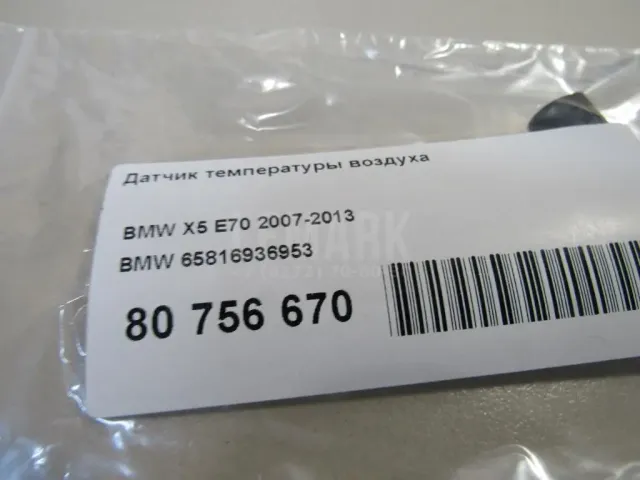 Датчик температуры воздуха
BMW X5 E70 2007-2013
BMW 65816936953
80 756 670